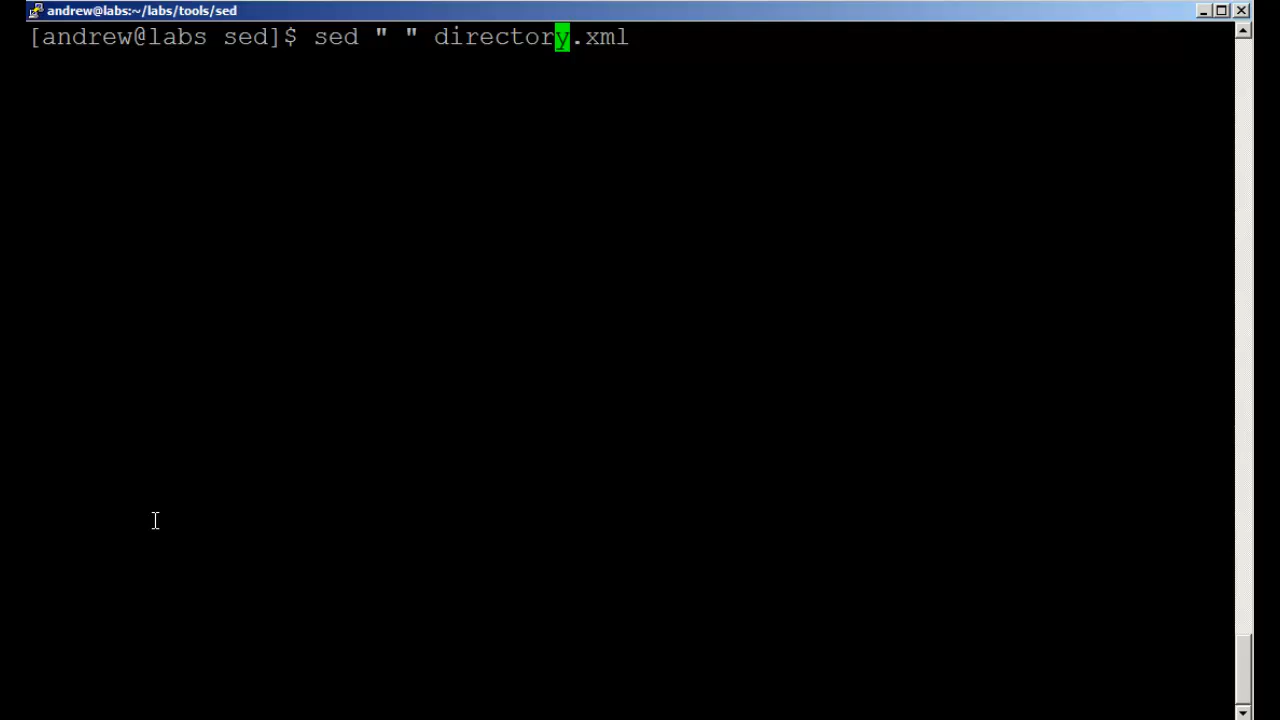 andrew@labs:~/labs/tools/sed
[andrew@labs sed]$ sed " " directory.xml